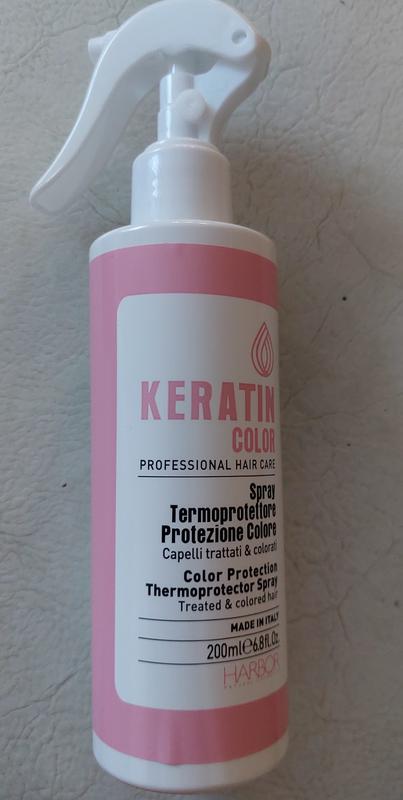 KERATIN
COLOR
PROFESSIONAL HAIR CARE
Spray
Termoprotettore
Protezione Colore
Capelli trattati & colorati
Color Protection
Thermoprotector Spray
Treated & colored hair
MADE IN ITALY
200ml℮6.8fl.Oz.
HARBOR